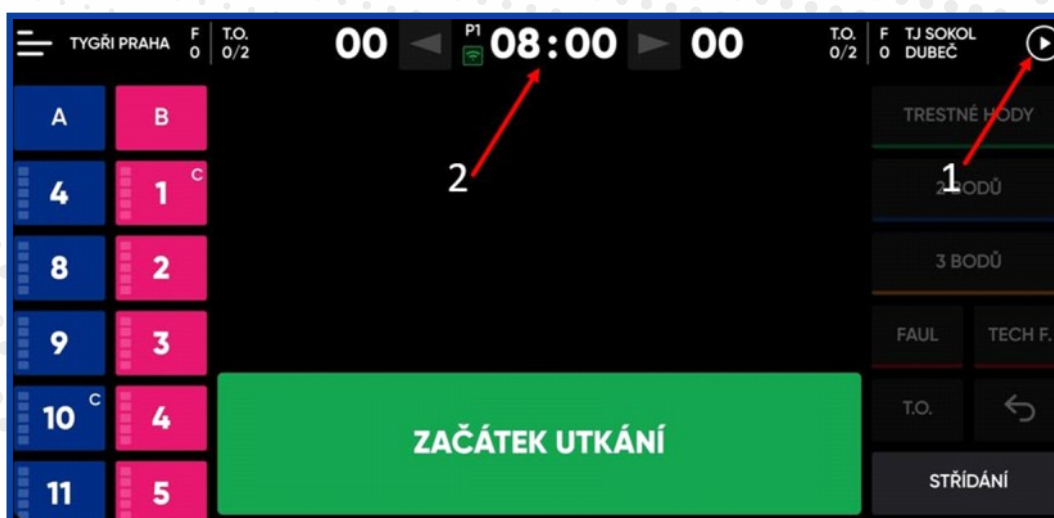 TYGŘI PRAHA F 0 T.O. 0/2 00 P1 08:00 00 T.O. 0/2 F 0 TJ SOKOL DUBEČ
A B TRESTNÉ HODY
2 1
4 1 C 2 BODŮ
8 2 3 BODŮ
9 3 FAUL TECH F.
10 C 4 T.O.
ZAČÁTEK UTKÁNÍ
11 5 STŘÍDÁNÍ